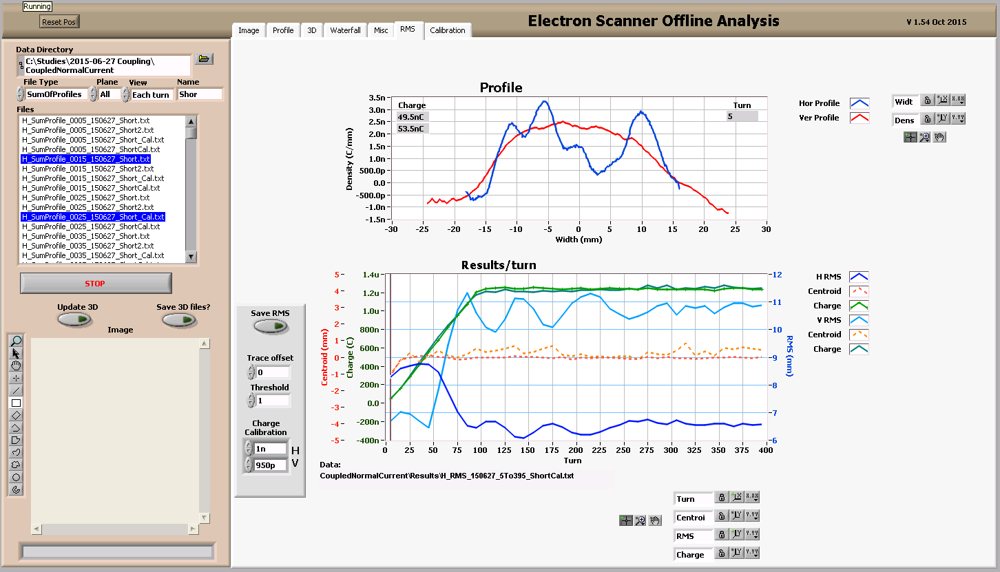 Running
Reset Pos
Electron Scanner Offline Analysis
V 1.54 Oct 2015
Image Profile 3D Waterfall Misc RMS Calibration
Data Directory
C:\Studies\2015-06-27 Coupling\
CoupledNormalCurrent
File Type Plane View Name
SumOfProfiles All Each turn Shor
Files
H_SumProfile_0005_150627_Short.txt
H_SumProfile_0005_150627_Short2.txt
H_SumProfile_0005_150627_Short_Cal.txt
H_SumProfile_0005_150627_ShortCal.txt
H_SumProfile_0015_150627_Short.txt
H_SumProfile_0015_150627_Short2.txt
H_SumProfile_0015_150627_Short_Cal.txt
H_SumProfile_0015_150627_ShortCal.txt
H_SumProfile_0025_150627_Short.txt
H_SumProfile_0025_150627_Short2.txt
H_SumProfile_0025_150627_Short_Cal.txt
H_SumProfile_0025_150627_ShortCal.txt
H_SumProfile_0035_150627_Short.txt
H_SumProfile_0035_150627_Short2.txt
H_SumProfile_0035_150627_Short_Cal.txt
STOP
Update 3D Save 3D files?
Image
Profile
Density (C/mm)
3.5n
3.0n
2.5n
2.0n
1.5n
1.0n
500.0p
0.0
-500.0p
-1.0n
-1.5n
Charge
49.5nC
53.5nC
Turn
5
-30 -25 -20 -15 -10 -5 0 5 10 15 20 25 30
Width (mm)
Hor Profile
Ver Profile
Widt
Dens
Results/turn
Centroid (mm)
5
4
3
2
1
0
-1
-2
-3
-4
-5
Charge (C)
1.4u
1.2u
1.0u
800n
600n
400n
200n
0.0
-200n
-400n
12
11
10
9
8
7
6
RMS (mm)
0 25 50 75 100 125 150 175 200 225 250 275 300 325 350 375 400
Turn
H RMS
Centroid
Charge
V RMS
Centroid
Charge
Save RMS
Trace offset
0
Threshold
1
Charge
Calibration
1n H
950p V
Data:
CoupledNormalCurrent\Results\H_RMS_150627_5To395_ShortCal.txt
Turn
Centroi
RMS
Charge